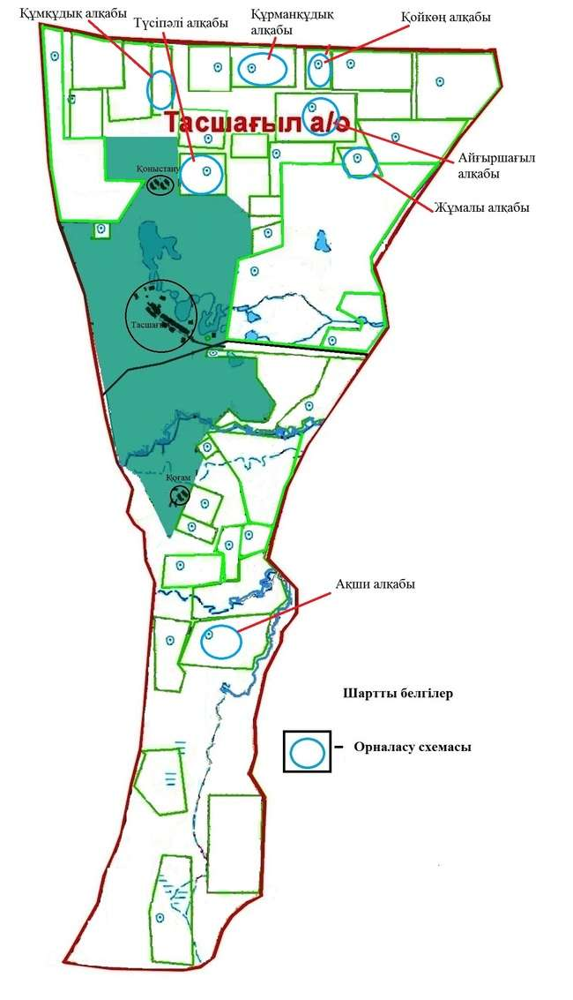 Құмқұдық алқабы
Түсіпәлі алқабы
Құрманқұдық
алқабы
Қойкөң алқабы
Тасшағыл а/о
Айғыршағыл
алқабы
Қоныстану
Жұмалы алқабы
Тасшағыл
Қоғам
Ақши алқабы
Шартты белгілер
- Орналасу схемасы